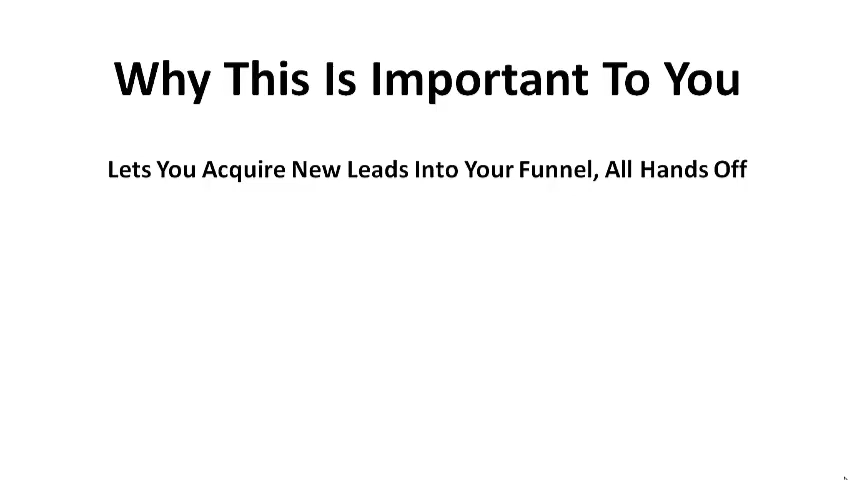 Why This Is Important To You
Lets You Acquire New Leads Into Your Funnel, All Hands Off